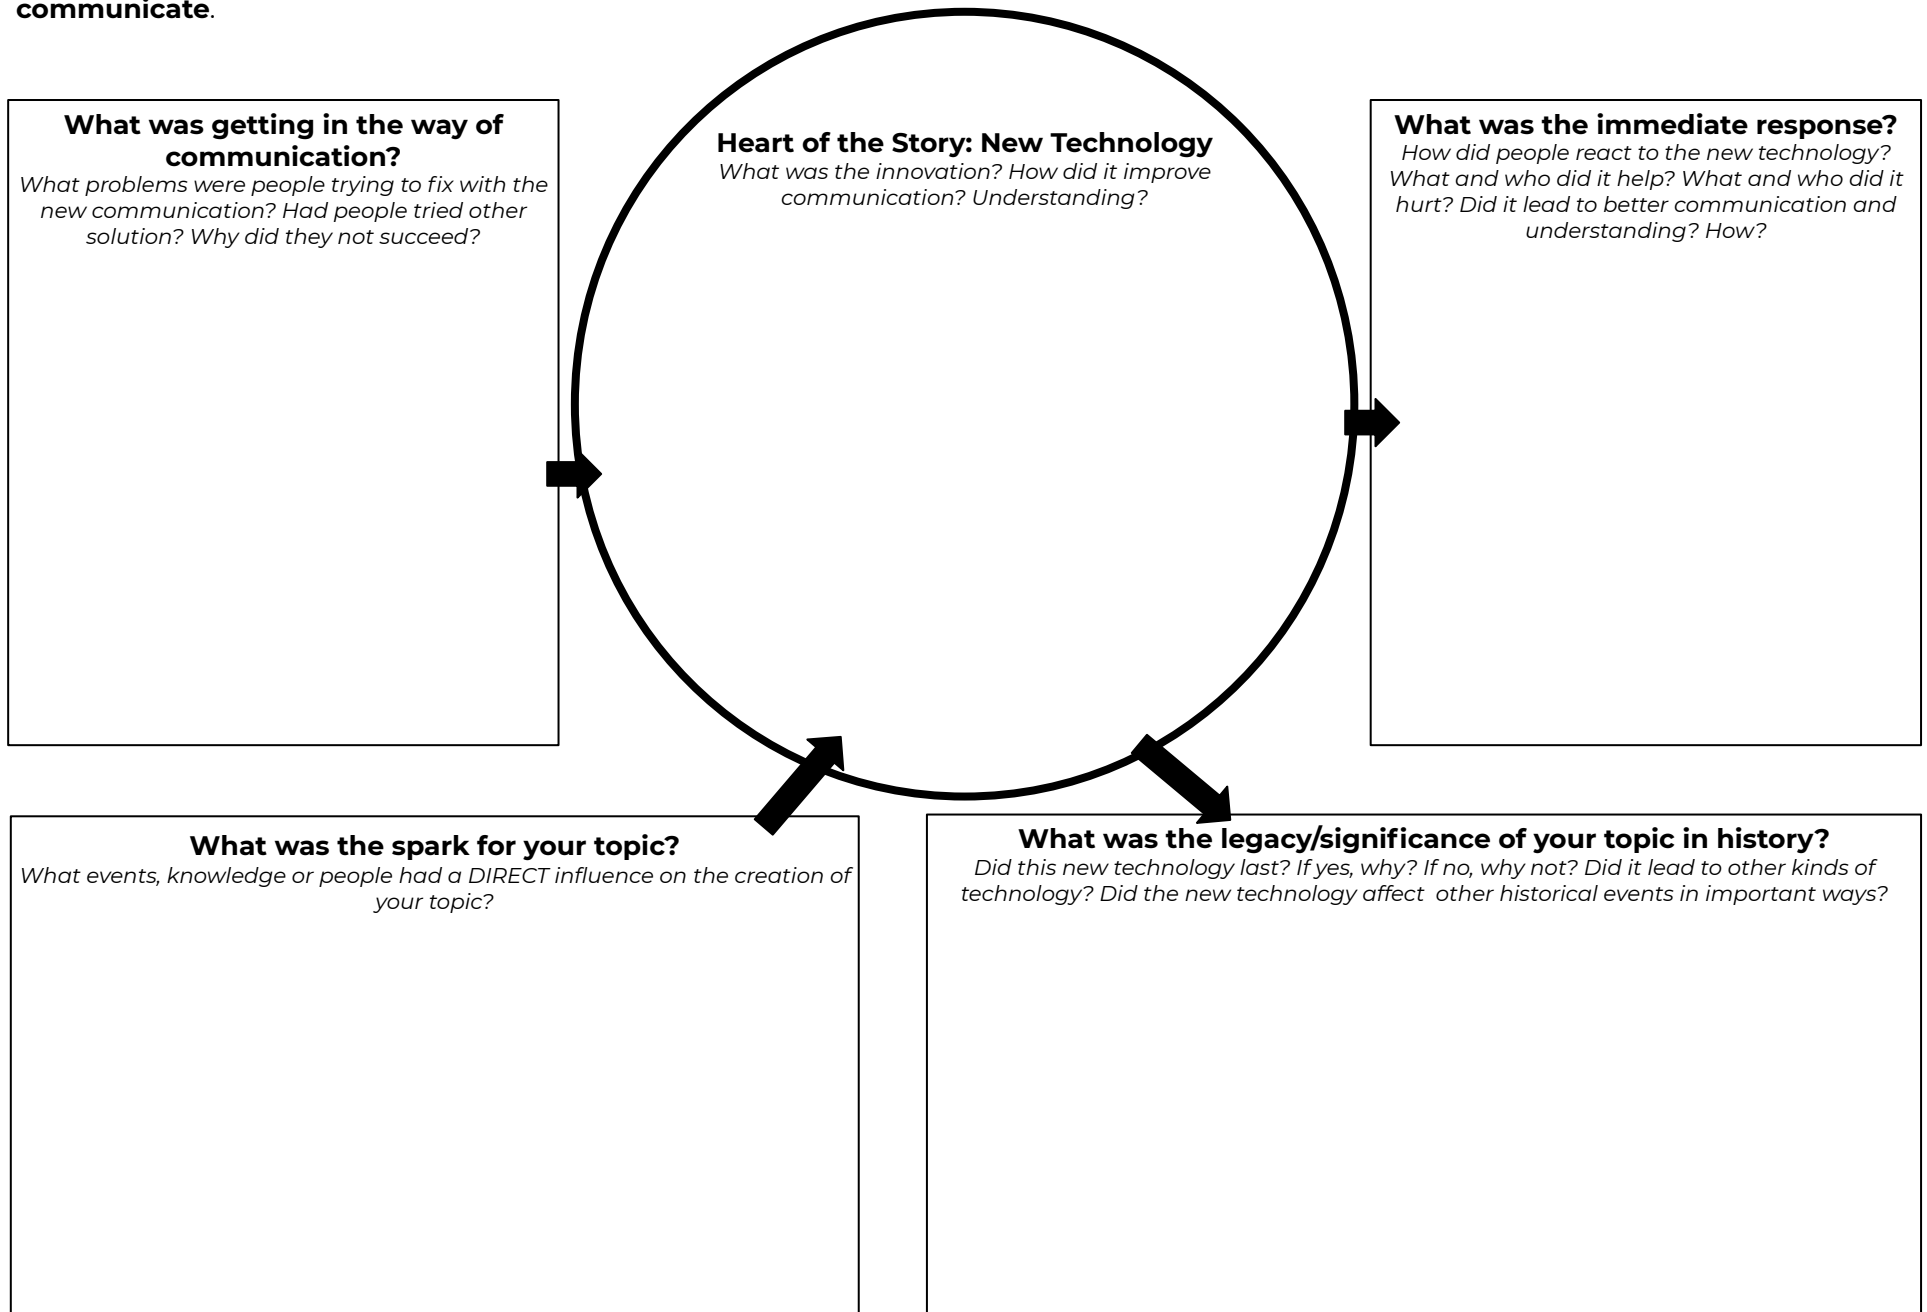 communicate.
What was getting in the way of
communication?
What problems were people trying to fix with the
new communication? Had people tried other
solution? Why did they not succeed?
Heart of the Story: New Technology
What was the innovation? How did it improve
communication? Understanding?
What was the immediate response?
How did people react to the new technology?
What and who did it help? What and who did it
hurt? Did it lead to better communication and
understanding? How?
What was the spark for your topic?
What events, knowledge or people had a DIRECT influence on the creation of
your topic?
What was the legacy/significance of your topic in history?
Did this new technology last? If yes, why? If no, why not? Did it lead to other kinds of
technology? Did the new technology affect  other historical events in important ways?